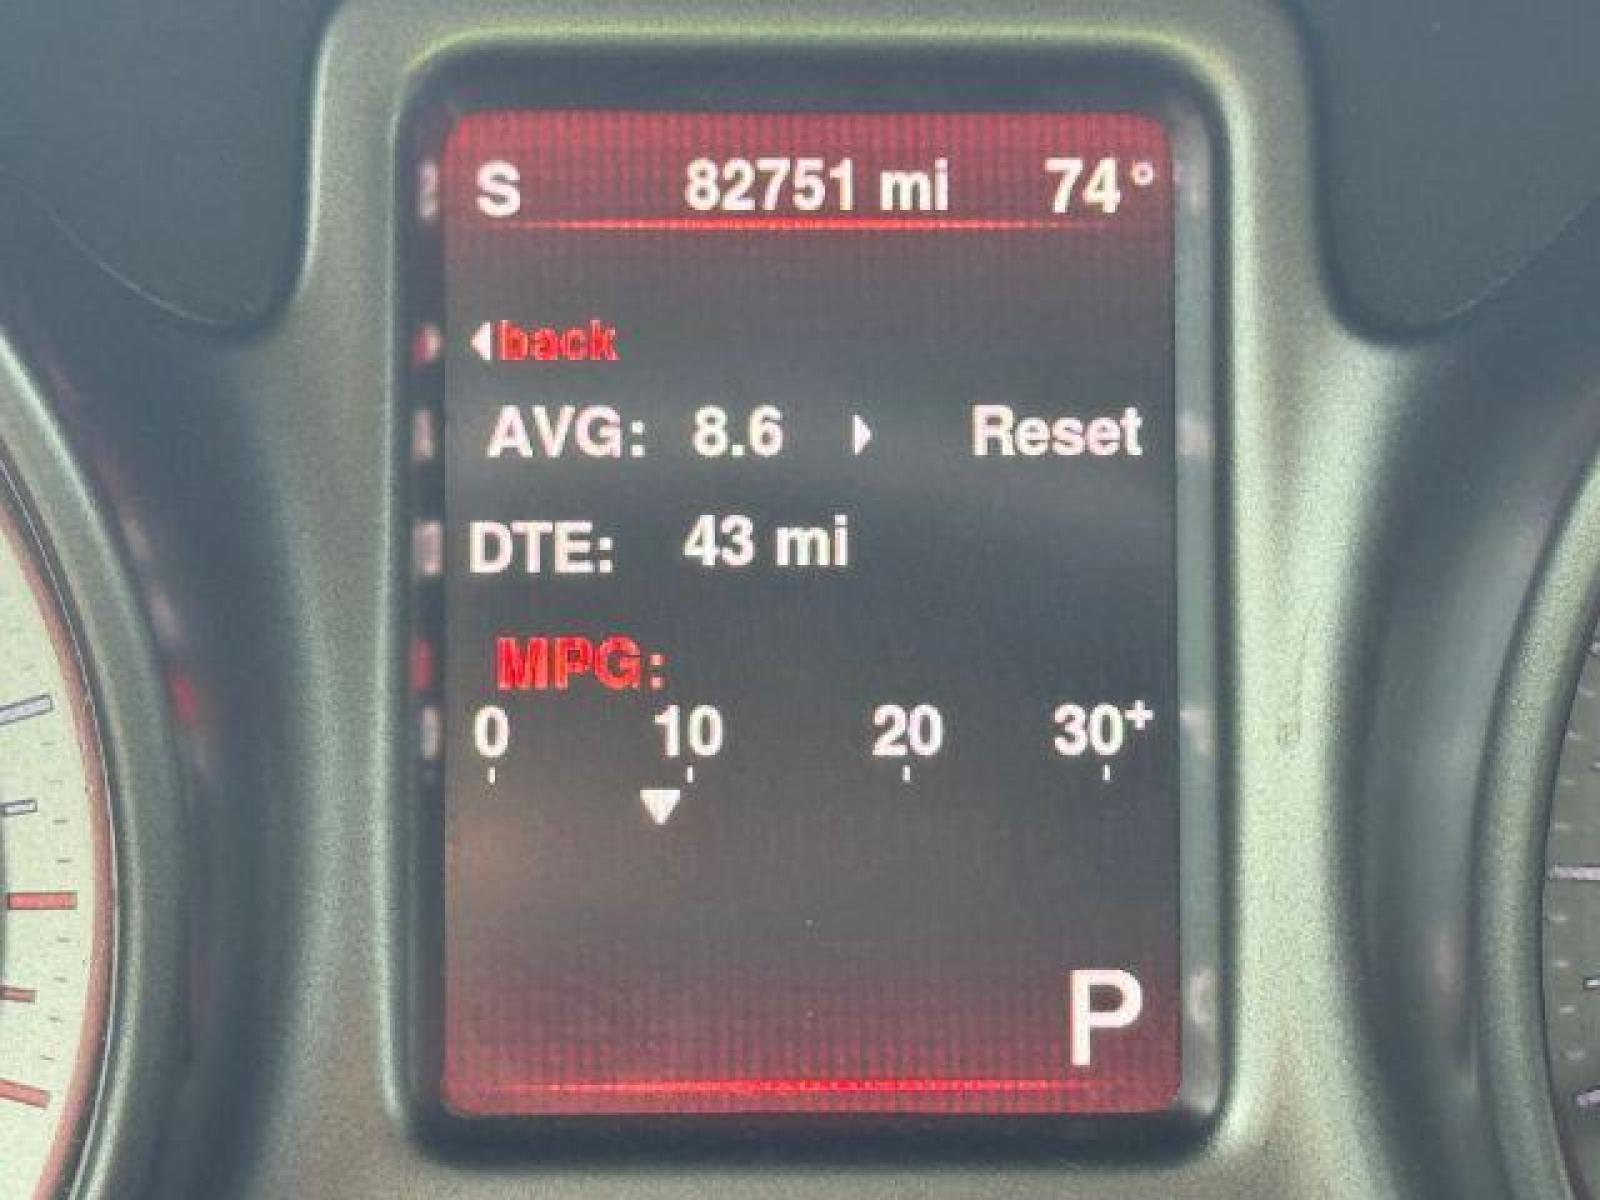 S 82751 mi 74°
back
AVG: 8.6 Reset
DTE: 43 mi
MPG:
0 10 20 30+
P